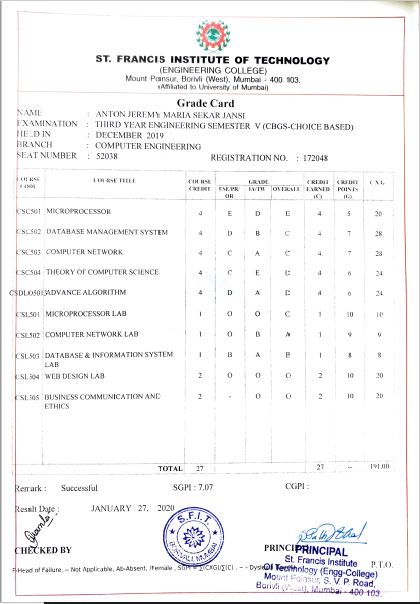 ST. FRANCIS INSTITUTE OF TECHNOLOGY
(ENGINEERING COLLEGE)
Mount Poinsur, Borivli (West), Mumbai - 400 103.
(Affiliated to University of Mumbai)
Grade Card
NAME : ANTON JEREMY MARIA SEKAR JANSI
EXAMINATION : THIRD YEAR ENGINEERING SEMESTER V (CBGS-CHOICE BASED)
HELD IN : DECEMBER 2019
BRANCH : COMPUTER ENGINEERING
SEAT NUMBER : 52038 REGISTRATION NO. : 172048
COURSE CODE COURSE TITLE COURSE CREDIT GRADE ESE/PR/OR IA/TW OVERALL CREDIT EARNED (C) CREDIT POINTS (G) C X G
CSC501 MICROPROCESSOR 4 E D E 4 5 20
CSC502 DATABASE MANAGEMENT SYSTEM 4 D B C 4 7 28
CSC503 COMPUTER NETWORK 4 C A C 4 7 28
CSC504 THEORY OF COMPUTER SCIENCE 4 C E 4 6 24
CSDLO5011 ADVANCE ALGORITHM 4 D A 4 6 24
CSL501 MICROPROCESSOR LAB 1 O O O 1 10 10
CSL502 COMPUTER NETWORK LAB 1 O B A 1 9 9
CSL503 DATABASE & INFORMATION SYSTEM LAB 1 B A B 1 8 8
CSL504 WEB DESIGN LAB 2 O O O 2 10 20
CSL505 BUSINESS COMMUNICATION AND ETHICS 2 - O O 2 10 20
TOTAL 27 27 -- 191.00
Remark : Successful SGPI : 7.07 CGPI :
Result Date : JANUARY 27, 2020
S.F.I.T.
BORIVALI MUMBAI
CHECKED BY
PRINCIPAL
PRINCIPAL
St. Francis Institute
Of Technology (Engg-College)
Mount Poinsur, S. V. P. Road,
Borivli (West), Mumbai - 400 103.
P.T.O.
F-Head of Failure, -- Not Applicable, Ab-Absent, /Female,